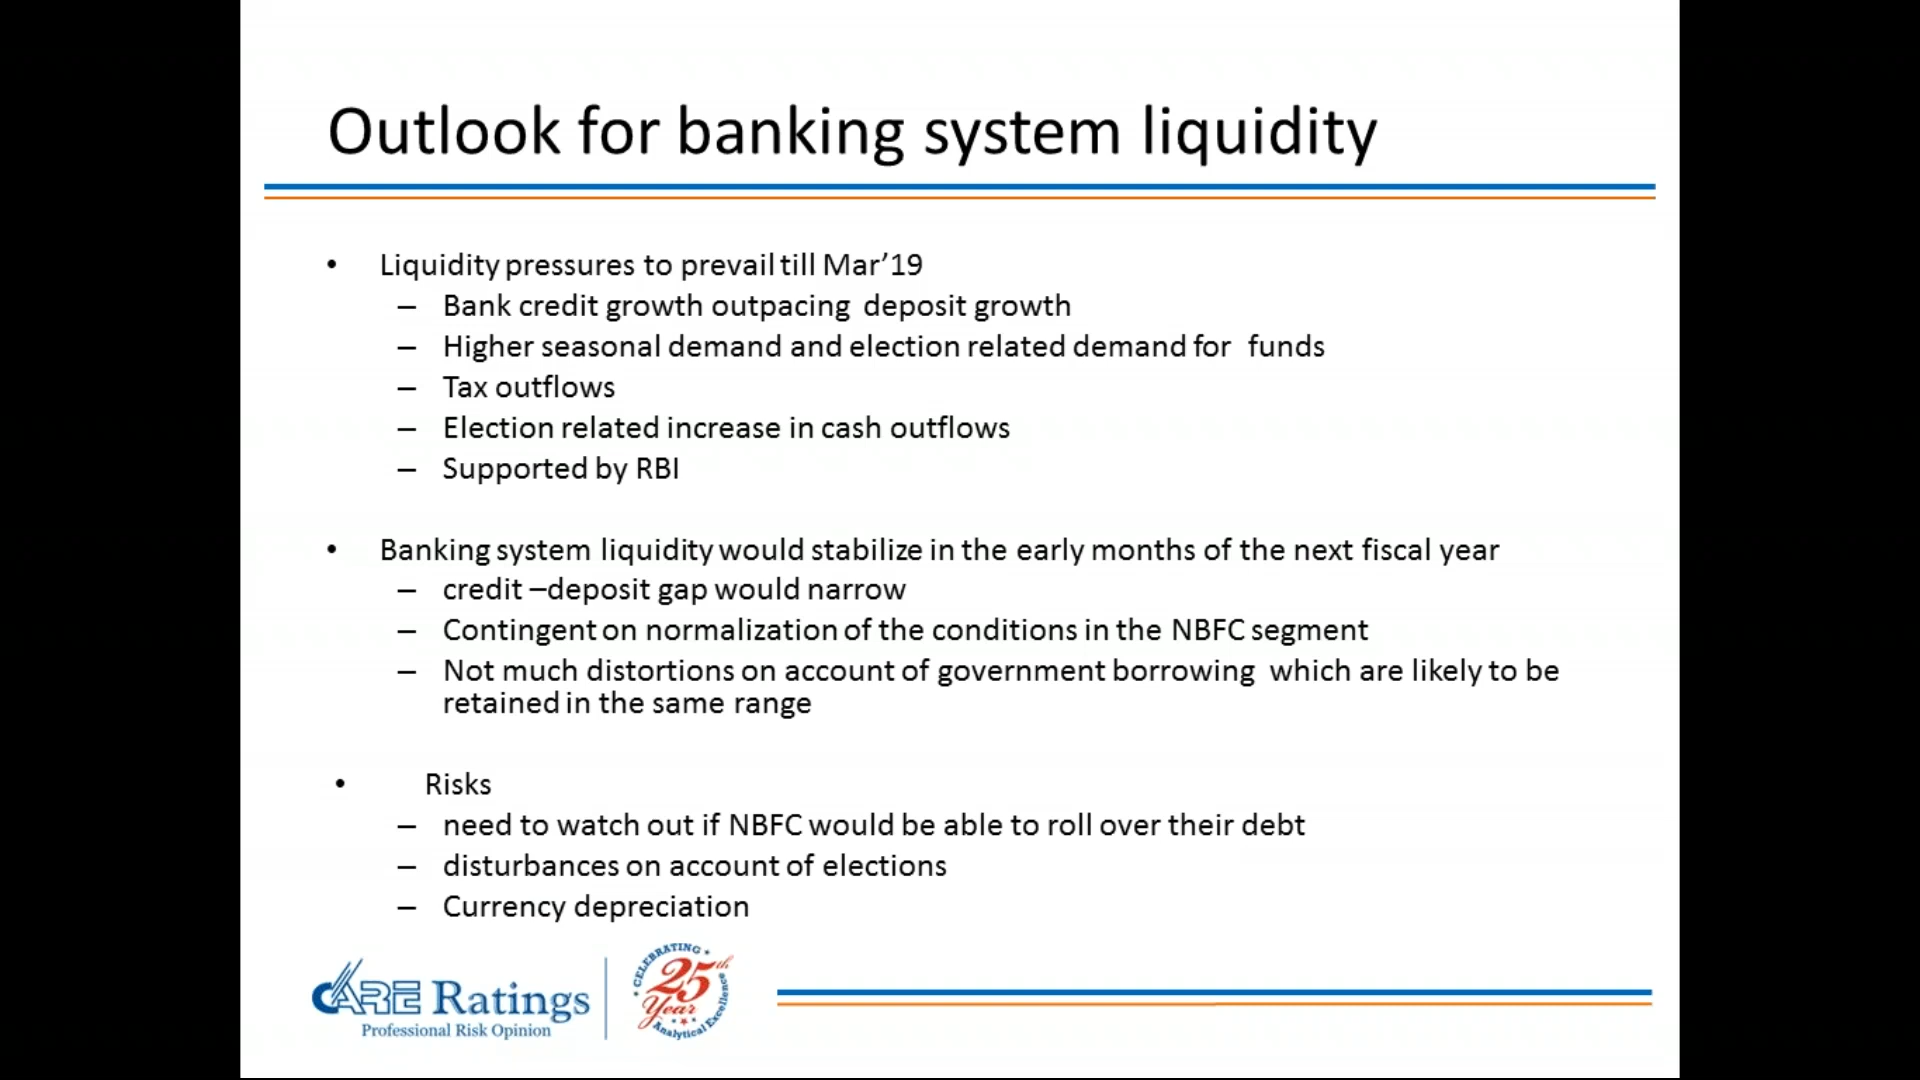 Outlook for banking system liquidity
• Liquidity pressures to prevail till Mar’19
– Bank credit growth outpacing deposit growth
– Higher seasonal demand and election related demand for funds
– Tax outflows
– Election related increase in cash outflows
– Supported by RBI
• Banking system liquidity would stabilize in the early months of the next fiscal year
– credit –deposit gap would narrow
– Contingent on normalization of the conditions in the NBFC segment
– Not much distortions on account of government borrowing which are likely to be
retained in the same range
• Risks
– need to watch out if NBFC would be able to roll over their debt
– disturbances on account of elections
– Currency depreciation
CARE Ratings
Professional Risk Opinion
CELEBRATING
25th
Year
Analytical Excellence